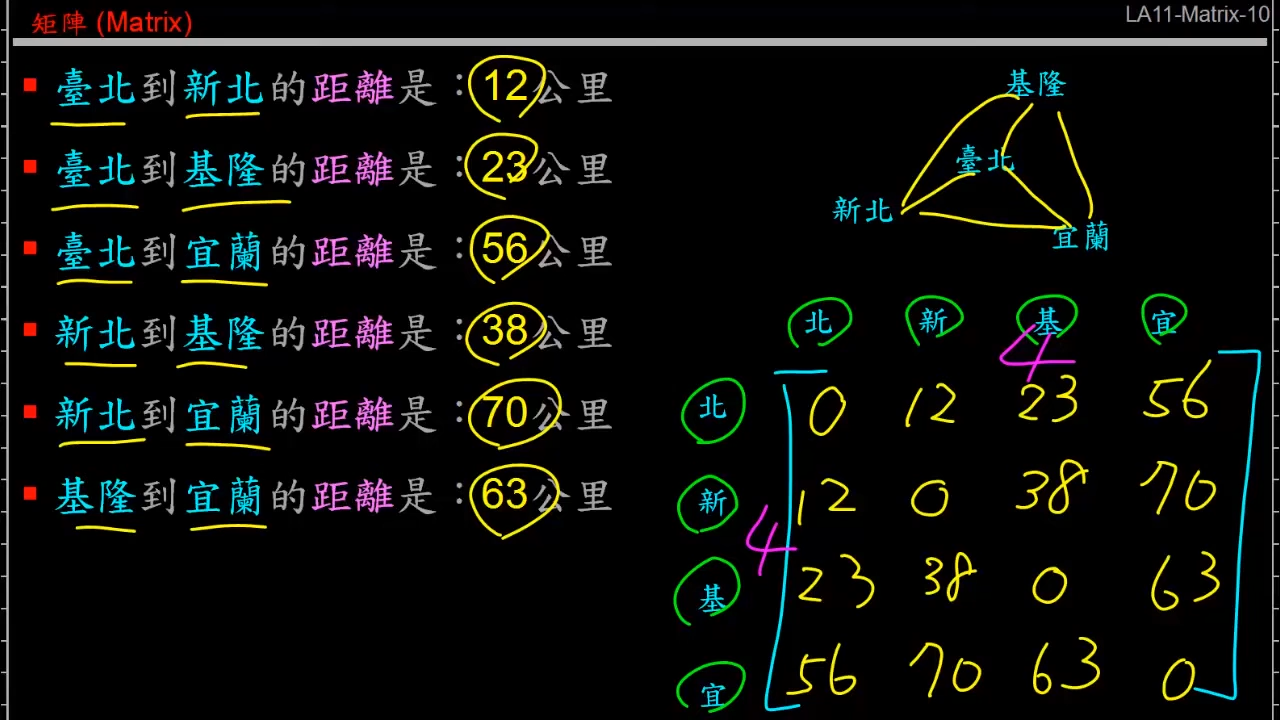 矩陣 (Matrix)
LA11-Matrix-10
臺北到新北的距離是：12公里
臺北到基隆的距離是：23公里
臺北到宜蘭的距離是：56公里
新北到基隆的距離是：38公里
新北到宜蘭的距離是：70公里
基隆到宜蘭的距離是：63公里
基隆
臺北
新北
宜蘭
北 新 基 宜
4
北 0 12 23 56
新 12 0 38 70
4
基 23 38 0 63
宜 56 70 63 0